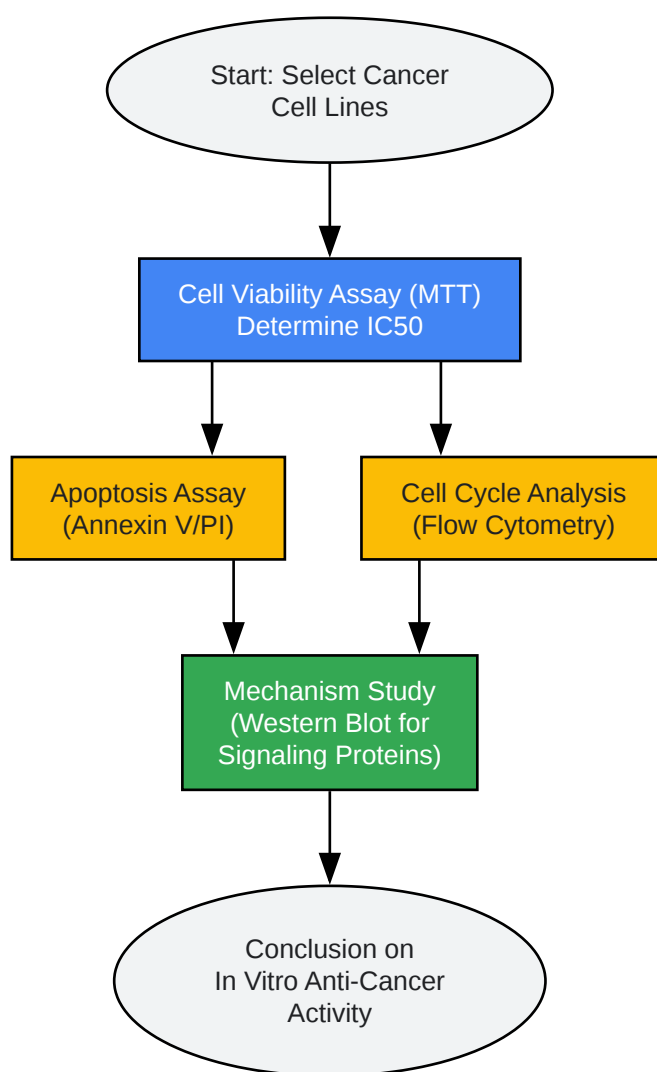 Start: Select Cancer
Cell Lines
Cell Viability Assay (MTT)
Determine IC50
Apoptosis Assay
(Annexin V/PI)
Cell Cycle Analysis
(Flow Cytometry)
Mechanism Study
(Western Blot for
Signaling Proteins)
Conclusion on
In Vitro Anti-Cancer
Activity